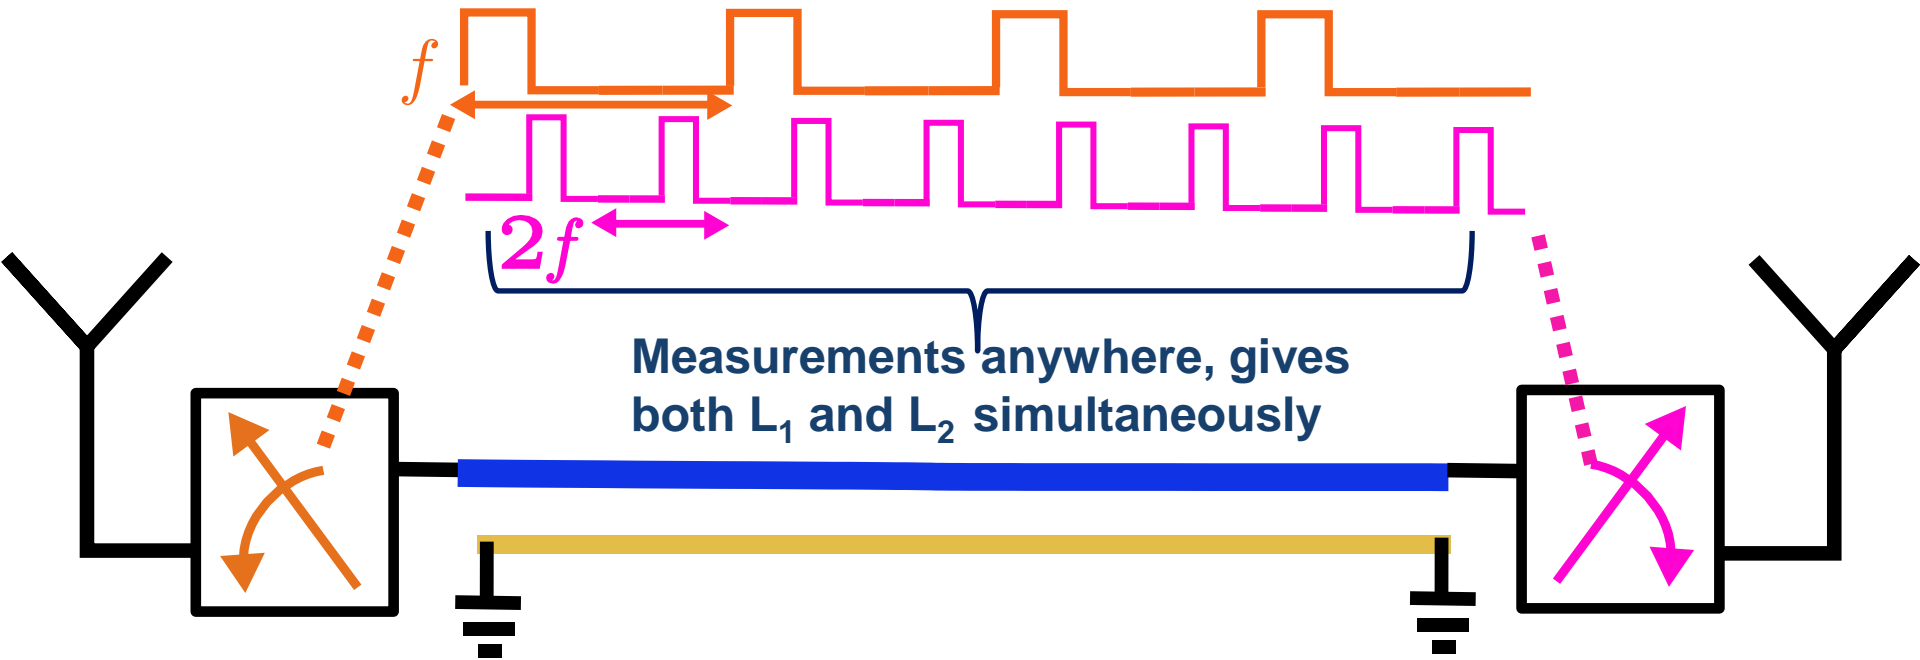 f
2f
Measurements anywhere, gives
both L₁ and L₂ simultaneously